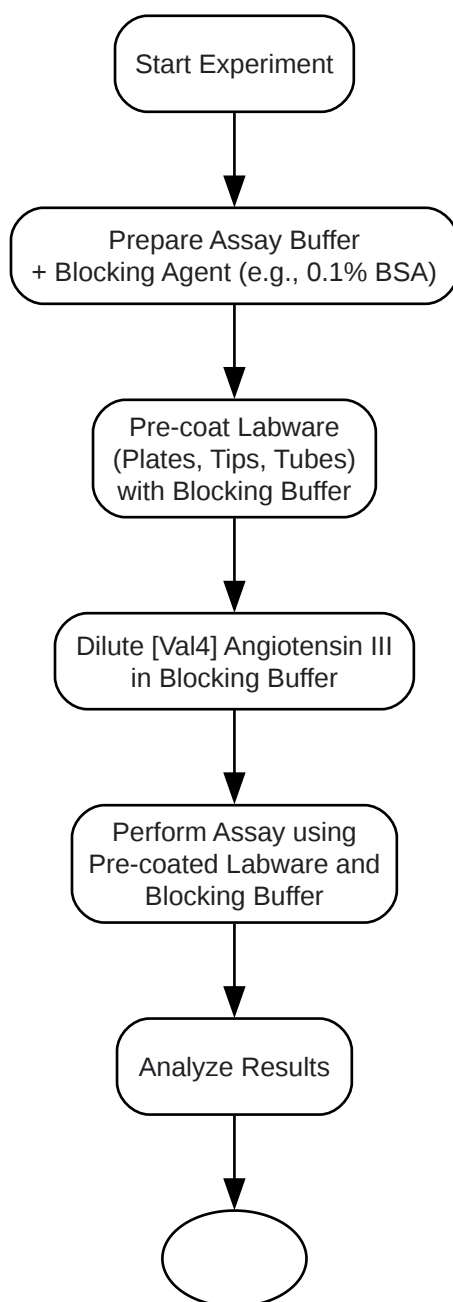 Start Experiment
Prepare Assay Buffer
+ Blocking Agent (e.g., 0.1% BSA)
Pre-coat Labware
(Plates, Tips, Tubes)
with Blocking Buffer
Dilute [Val4] Angiotensin III
in Blocking Buffer
Perform Assay using
Pre-coated Labware and
Blocking Buffer
Analyze Results